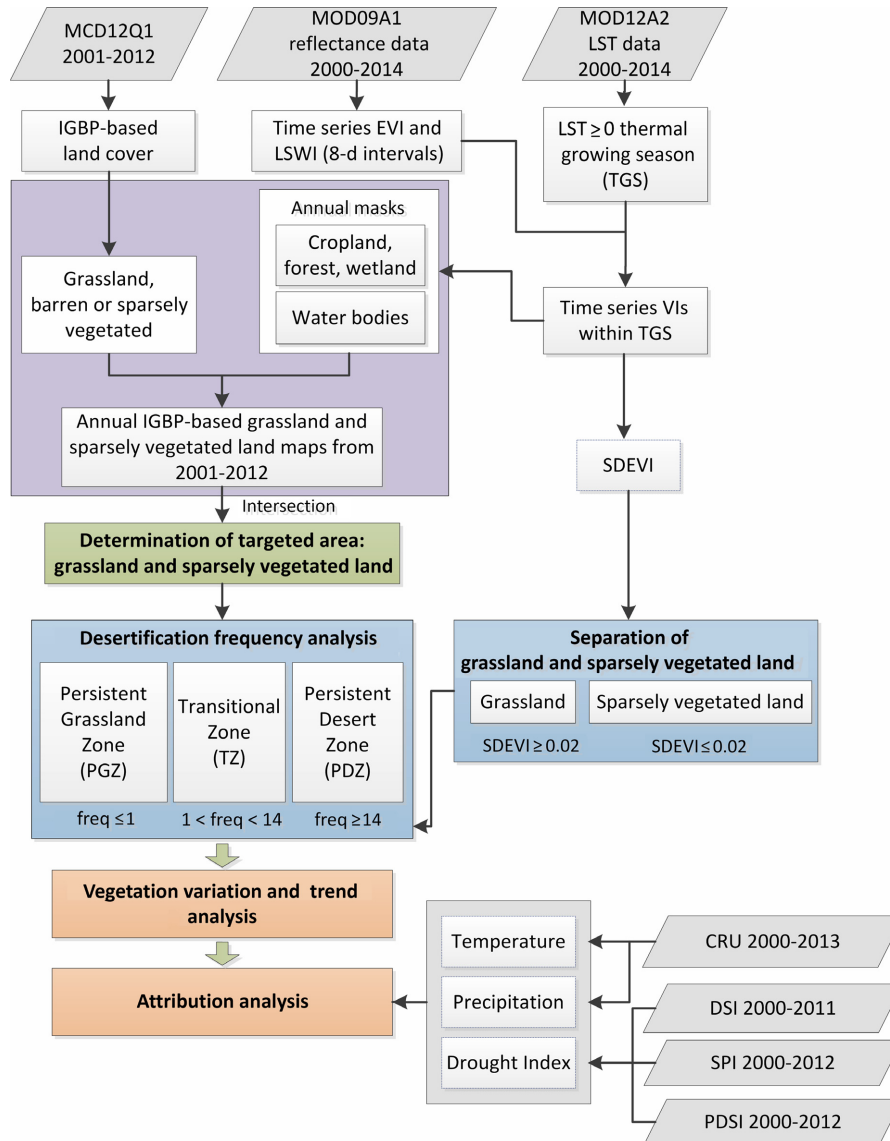 MCD12Q1
2001-2012
MOD09A1
reflectance data
2000-2014
MOD12A2
LST data
2000-2014
IGBP-based
land cover
Time series EVI and
LSWI (8-d intervals)
LST ≥ 0 thermal
growing season
(TGS)
Annual masks
Cropland,
forest, wetland
Water bodies
Grassland,
barren or sparsely
vegetated
Time series VIs
within TGS
Annual IGBP-based grassland and
sparsely vegetated land maps from
2001-2012
SDEVI
Intersection
Determination of targeted area:
grassland and sparsely vegetated land
Desertification frequency analysis
Persistent
Grassland
Zone
(PGZ)
Transitional
Zone
(TZ)
Persistent
Desert
Zone
(PDZ)
freq ≤ 1
1 < freq < 14
freq ≥ 14
Separation of
grassland and sparsely vegetated land
Grassland
Sparsely vegetated land
SDEVI ≥ 0.02
SDEVI ≤ 0.02
Vegetation variation and trend
analysis
Attribution analysis
Temperature
Precipitation
Drought Index
CRU 2000-2013
DSI 2000-2011
SPI 2000-2012
PDSI 2000-2012